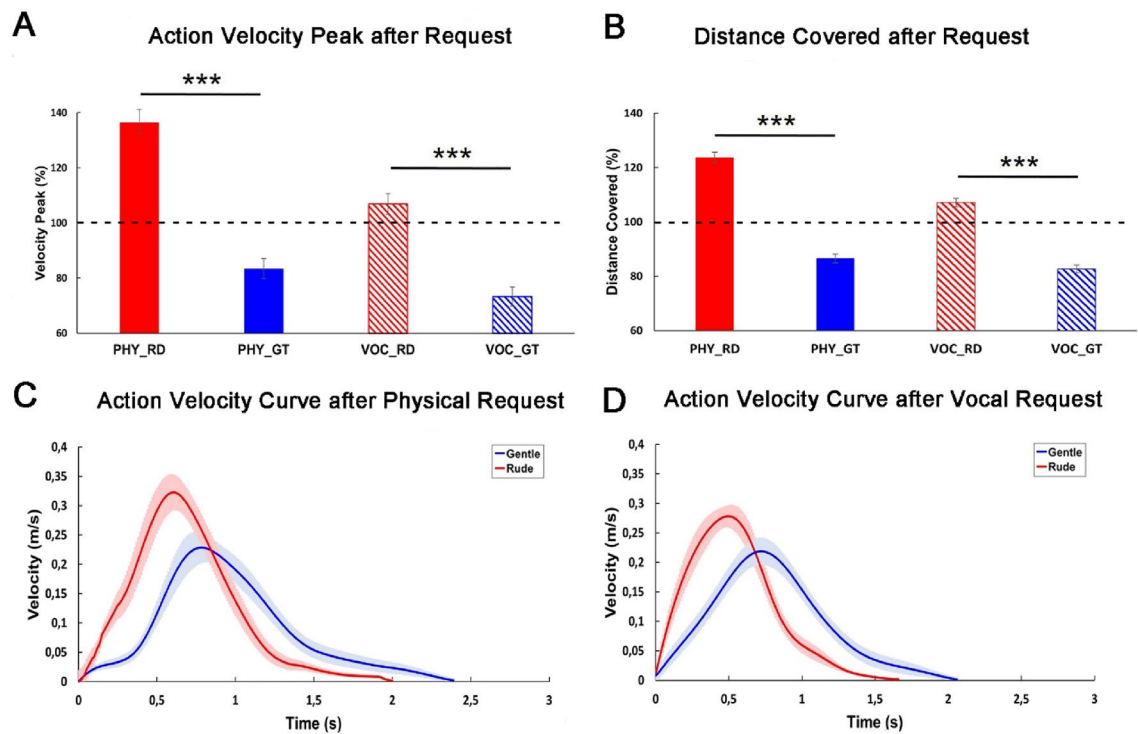 A
Action Velocity Peak after Request
Velocity Peak (%)
140
120
100
80
60
***
***
PHY_RD PHY_GT VOC_RD VOC_GT
B
Distance Covered after Request
Distance Covered (%)
140
120
100
80
60
***
***
PHY_RD PHY_GT VOC_RD VOC_GT
C
Action Velocity Curve after Physical Request
Velocity (m/s)
0,4
0,35
0,3
0,25
0,2
0,15
0,1
0,05
0
Gentle
Rude
0 0,5 1 1,5 2 2,5 3
Time (s)
D
Action Velocity Curve after Vocal Request
Velocity (m/s)
0,4
0,35
0,3
0,25
0,2
0,15
0,1
0,05
0
Gentle
Rude
0 0,5 1 1,5 2 2,5 3
Time (s)